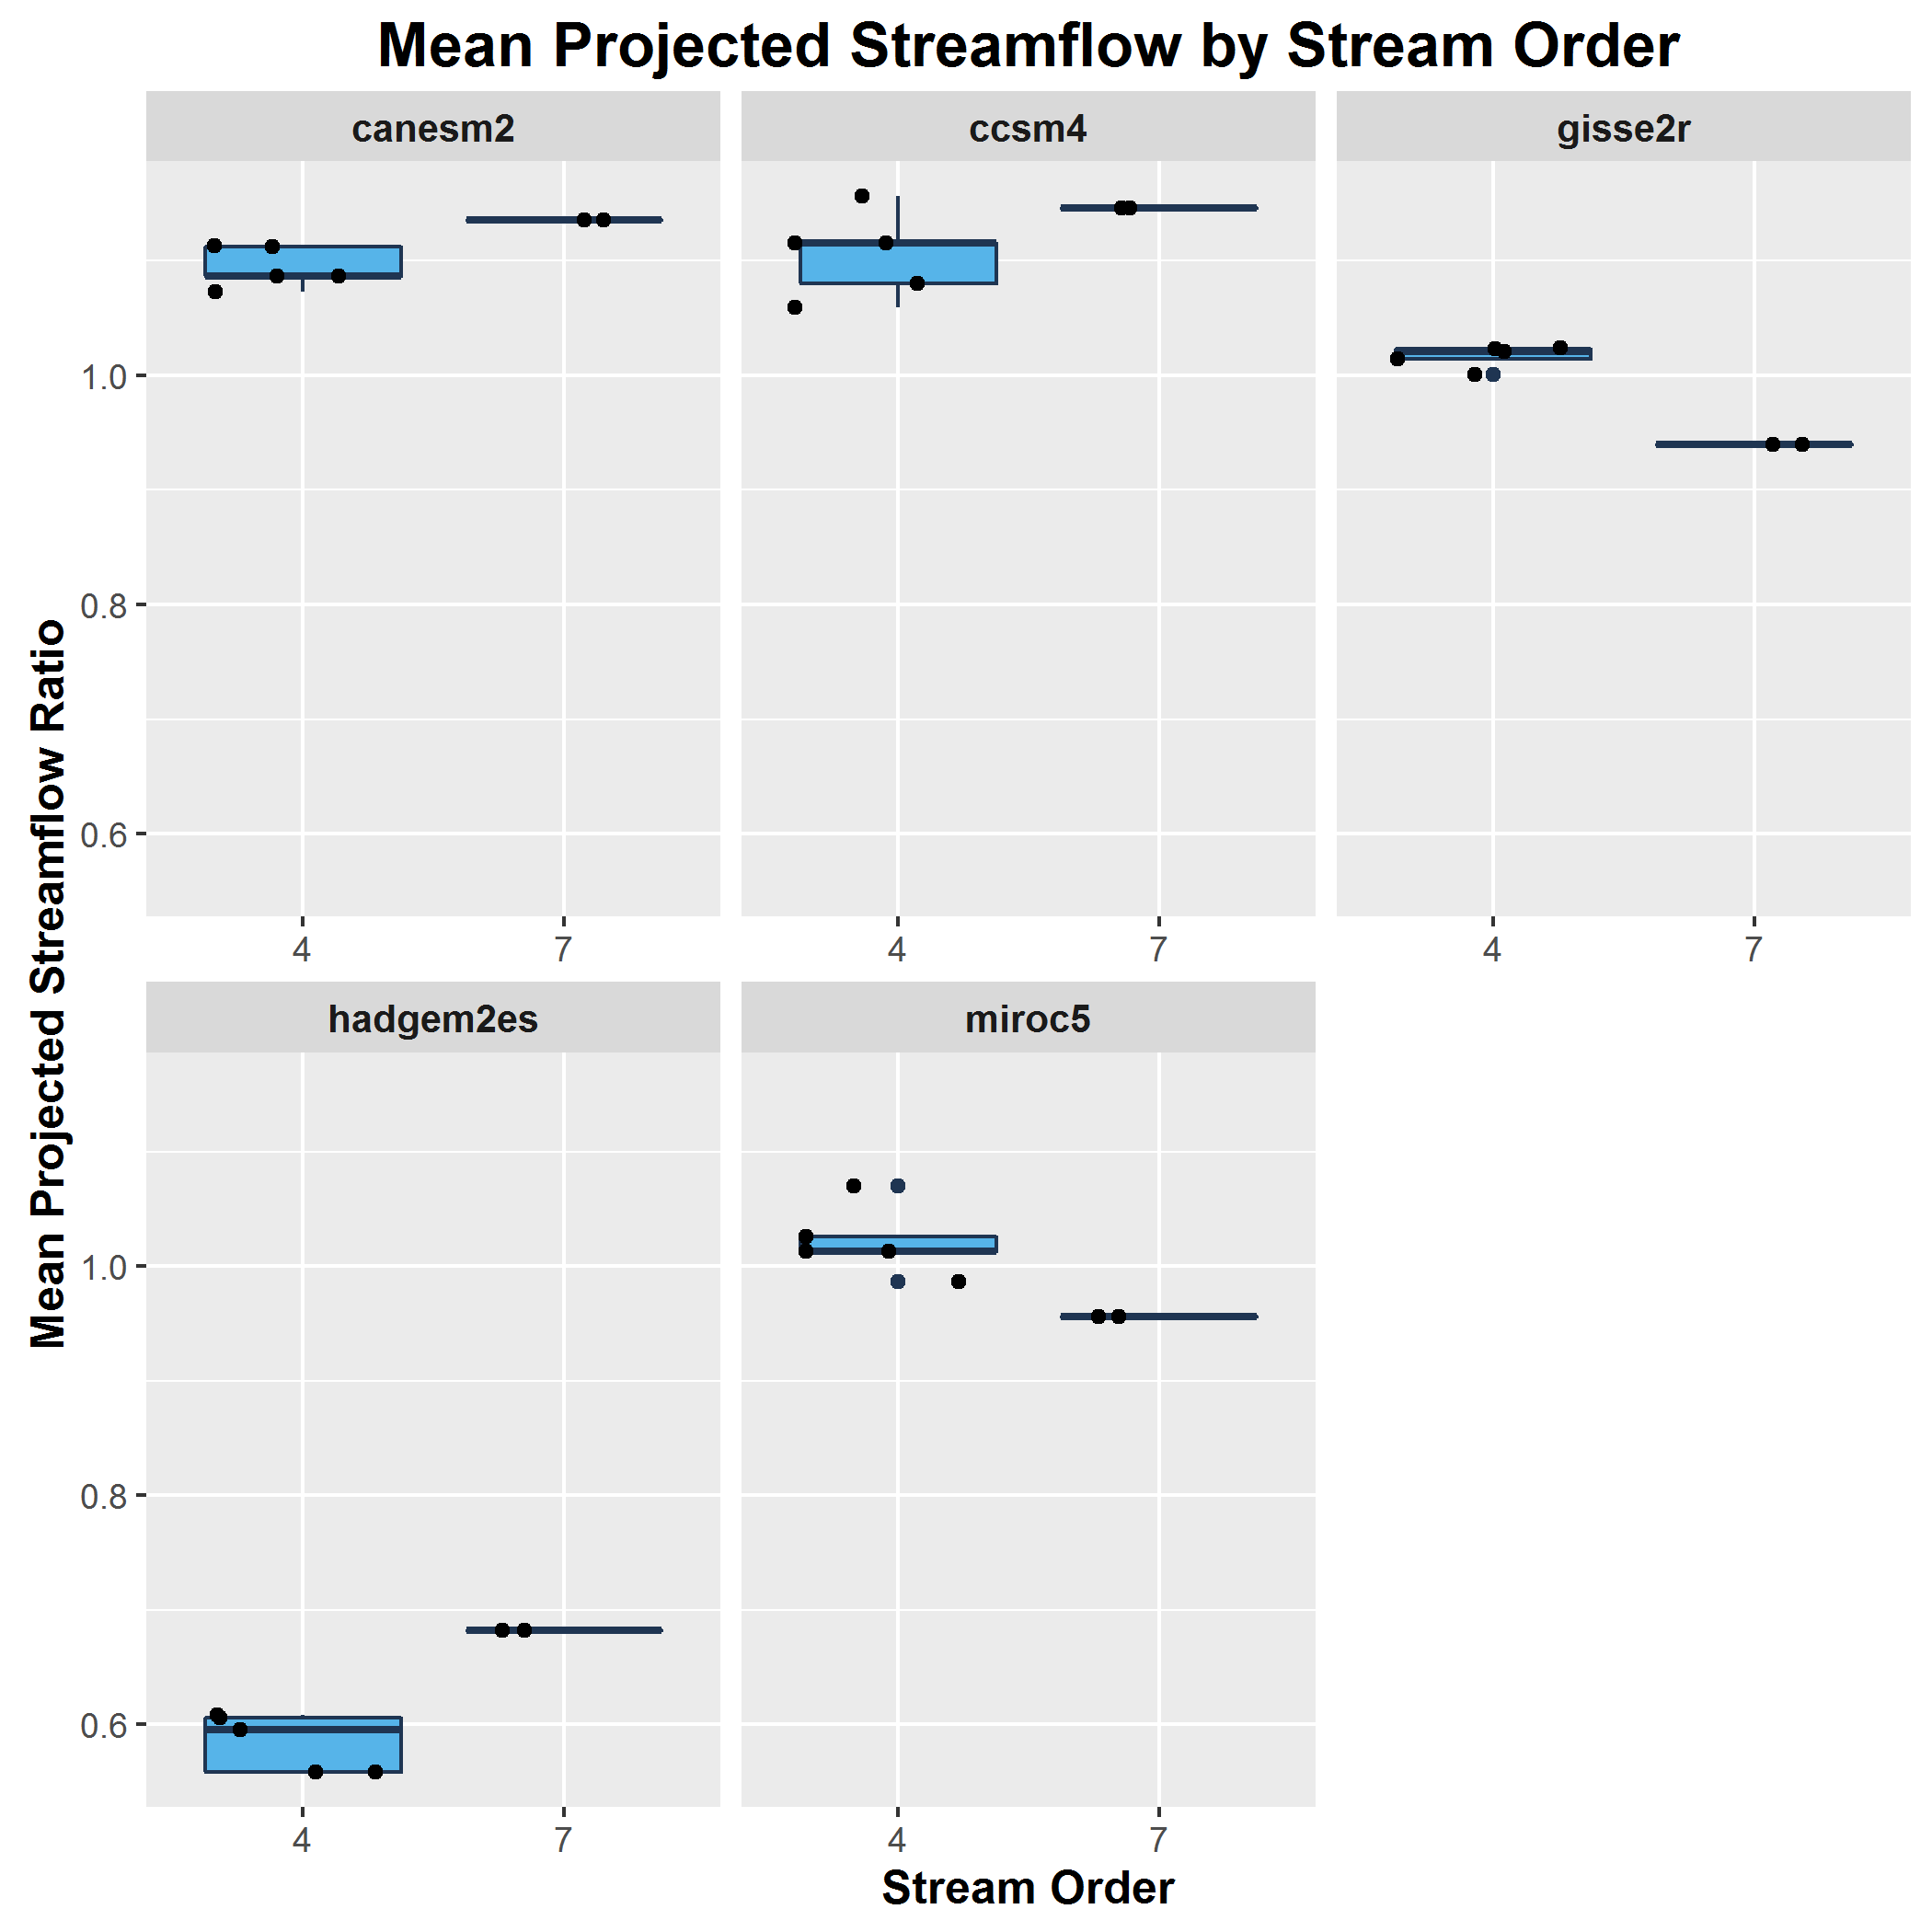 Mean Projected Streamflow by Stream Order
canesm2 ccsm4 gisse2r
1.0
0.8
0.6
4 7 4 7 4 7
Mean Projected Streamflow Ratio
hadgem2es miroc5
1.0
0.8
0.6
4 7 4 7
Stream Order